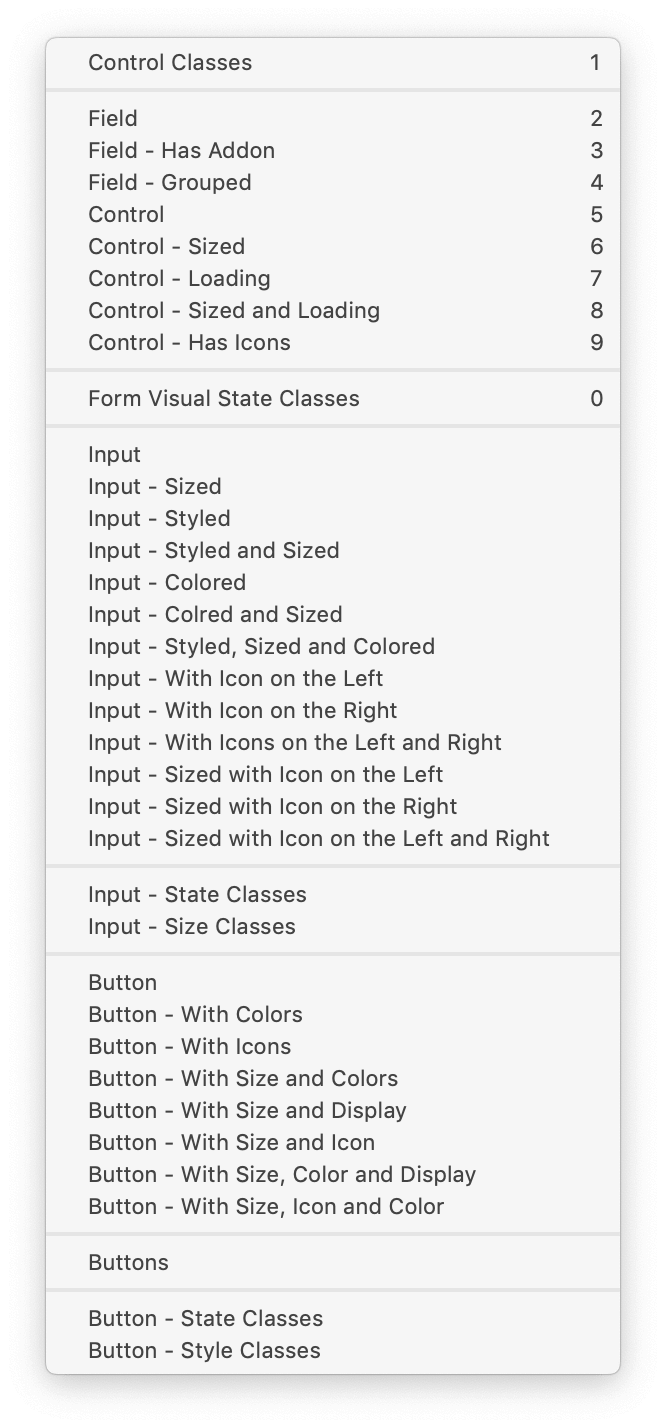 Control Classes 1
Field 2
Field - Has Addon 3
Field - Grouped 4
Control 5
Control - Sized 6
Control - Loading 7
Control - Sized and Loading 8
Control - Has Icons 9
Form Visual State Classes 0
Input
Input - Sized
Input - Styled
Input - Styled and Sized
Input - Colored
Input - Colred and Sized
Input - Styled, Sized and Colored
Input - With Icon on the Left
Input - With Icon on the Right
Input - With Icons on the Left and Right
Input - Sized with Icon on the Left
Input - Sized with Icon on the Right
Input - Sized with Icon on the Left and Right
Input - State Classes
Input - Size Classes
Button
Button - With Colors
Button - With Icons
Button - With Size and Colors
Button - With Size and Display
Button - With Size and Icon
Button - With Size, Color and Display
Button - With Size, Icon and Color
Buttons
Button - State Classes
Button - Style Classes